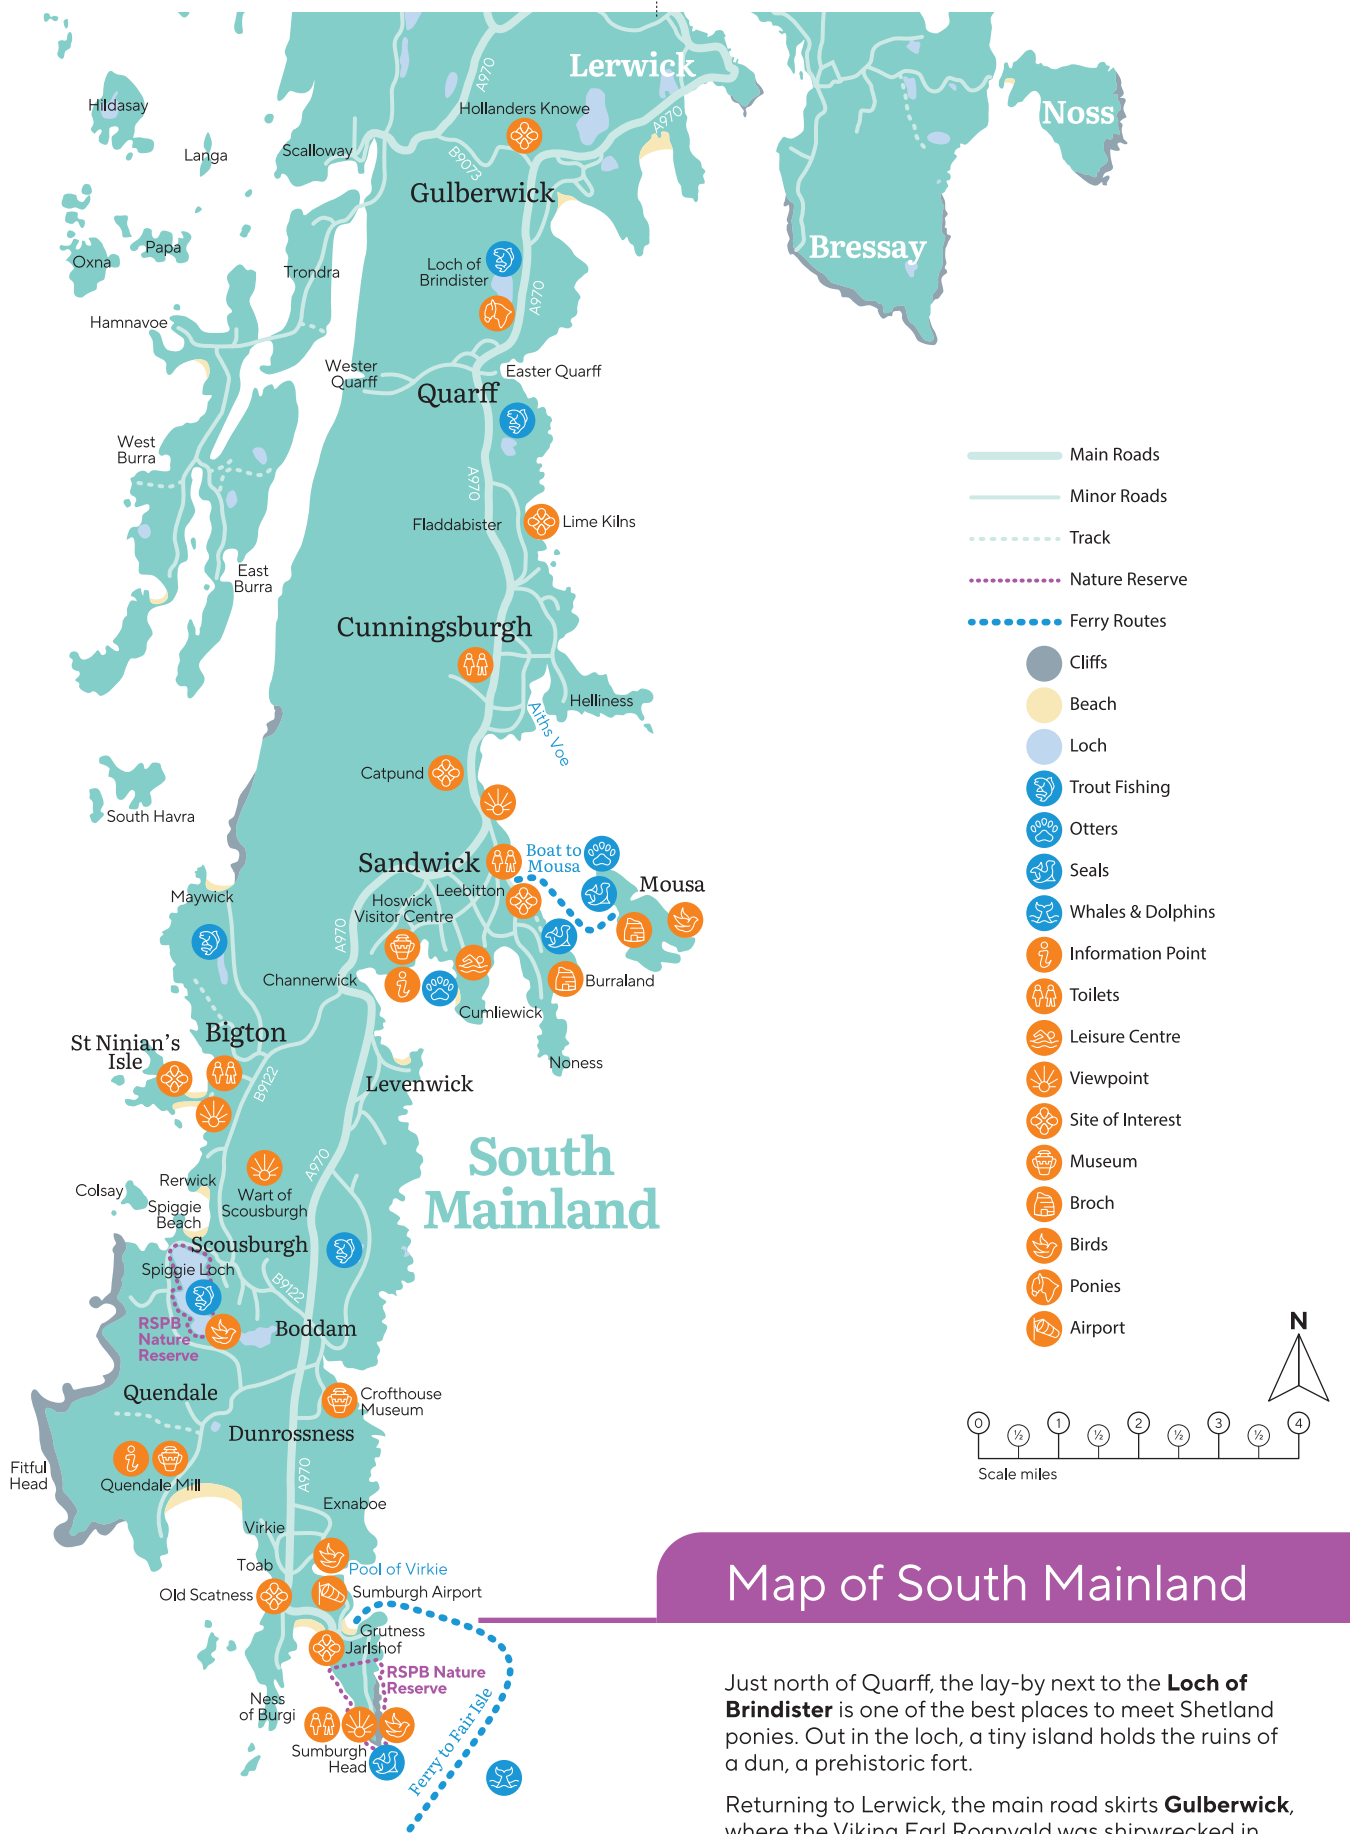 Lerwick
A970
Hollanders Knowe
A970
Hildasay
Langa
Scalloway
B9073
Noss
Gulberwick
Bressay
Papa
Oxna
Trondra
Loch of
Brindister
A970
Hamnavoe
Wester
Quarff
Easter Quarff
Quarff
West
Burra
A970
Fladdabister
Lime Kilns
East
Burra
Cunningsburgh
Helliness
Aiths Voe
Catpund
South Havra
Sandwick
Boat to
Mousa
Mousa
Maywick
Leebitton
Hoswick
Visitor Centre
A970
Channerwick
Burraland
Cumliewick
Bigton
St Ninian's
Isle
Noness
B9122
Levenwick
South
Mainland
A970
Rerwick
Colsay
Wart of
Scousburgh
Spiggie
Beach
Scousburgh
Spiggie Loch
B9122
RSPB
Nature
Reserve
Boddam
Quendale
Crofthouse
Museum
Dunrossness
Fitful
Head
A970
Quendale Mill
Exnaboe
Virkie
Toab
Pool of Virkie
Old Scatness
Sumburgh Airport
Grutness
Jarlshof
RSPB Nature
Reserve
Ness
of Burgi
Sumburgh
Head
Ferry to Fair Isle
Main Roads
Minor Roads
Track
Nature Reserve
Ferry Routes
Cliffs
Beach
Loch
Trout Fishing
Otters
Seals
Whales & Dolphins
Information Point
Toilets
Leisure Centre
Viewpoint
Site of Interest
Museum
Broch
Birds
Ponies
Airport
N
0 ½ 1 ½ 2 ½ 3 ½ 4
Scale miles
Map of South Mainland
Just north of Quarff, the lay-by next to the Loch of
Brindister is one of the best places to meet Shetland
ponies. Out in the loch, a tiny island holds the ruins of
a dun, a prehistoric fort.
Returning to Lerwick, the main road skirts Gulberwick,
where the Viking Earl Rognvald was shipwrecked in